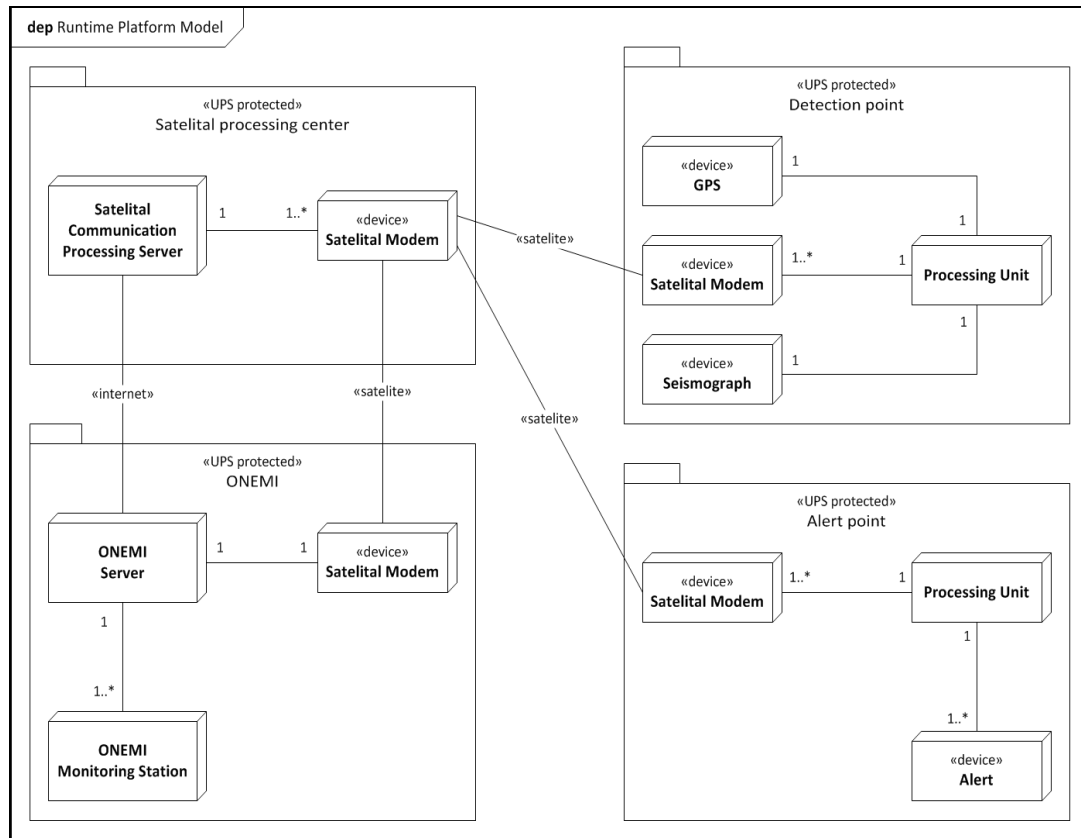 dep Runtime Platform Model
«UPS protected»
Satelital processing center
Satelital
Communication
Processing Server
1
1..*
«device»
Satelital Modem
«internet»
«satelite»
«satelite»
«satelite»
«UPS protected»
Detection point
«device»
GPS
1
1
«device»
Satelital Modem
1..*
1
Processing Unit
1
«device»
Seismograph
1
«UPS protected»
ONEMI
ONEMI
Server
1
1
«device»
Satelital Modem
1
1..*
ONEMI
Monitoring Station
«UPS protected»
Alert point
«device»
Satelital Modem
1..*
1
Processing Unit
1
1..*
«device»
Alert